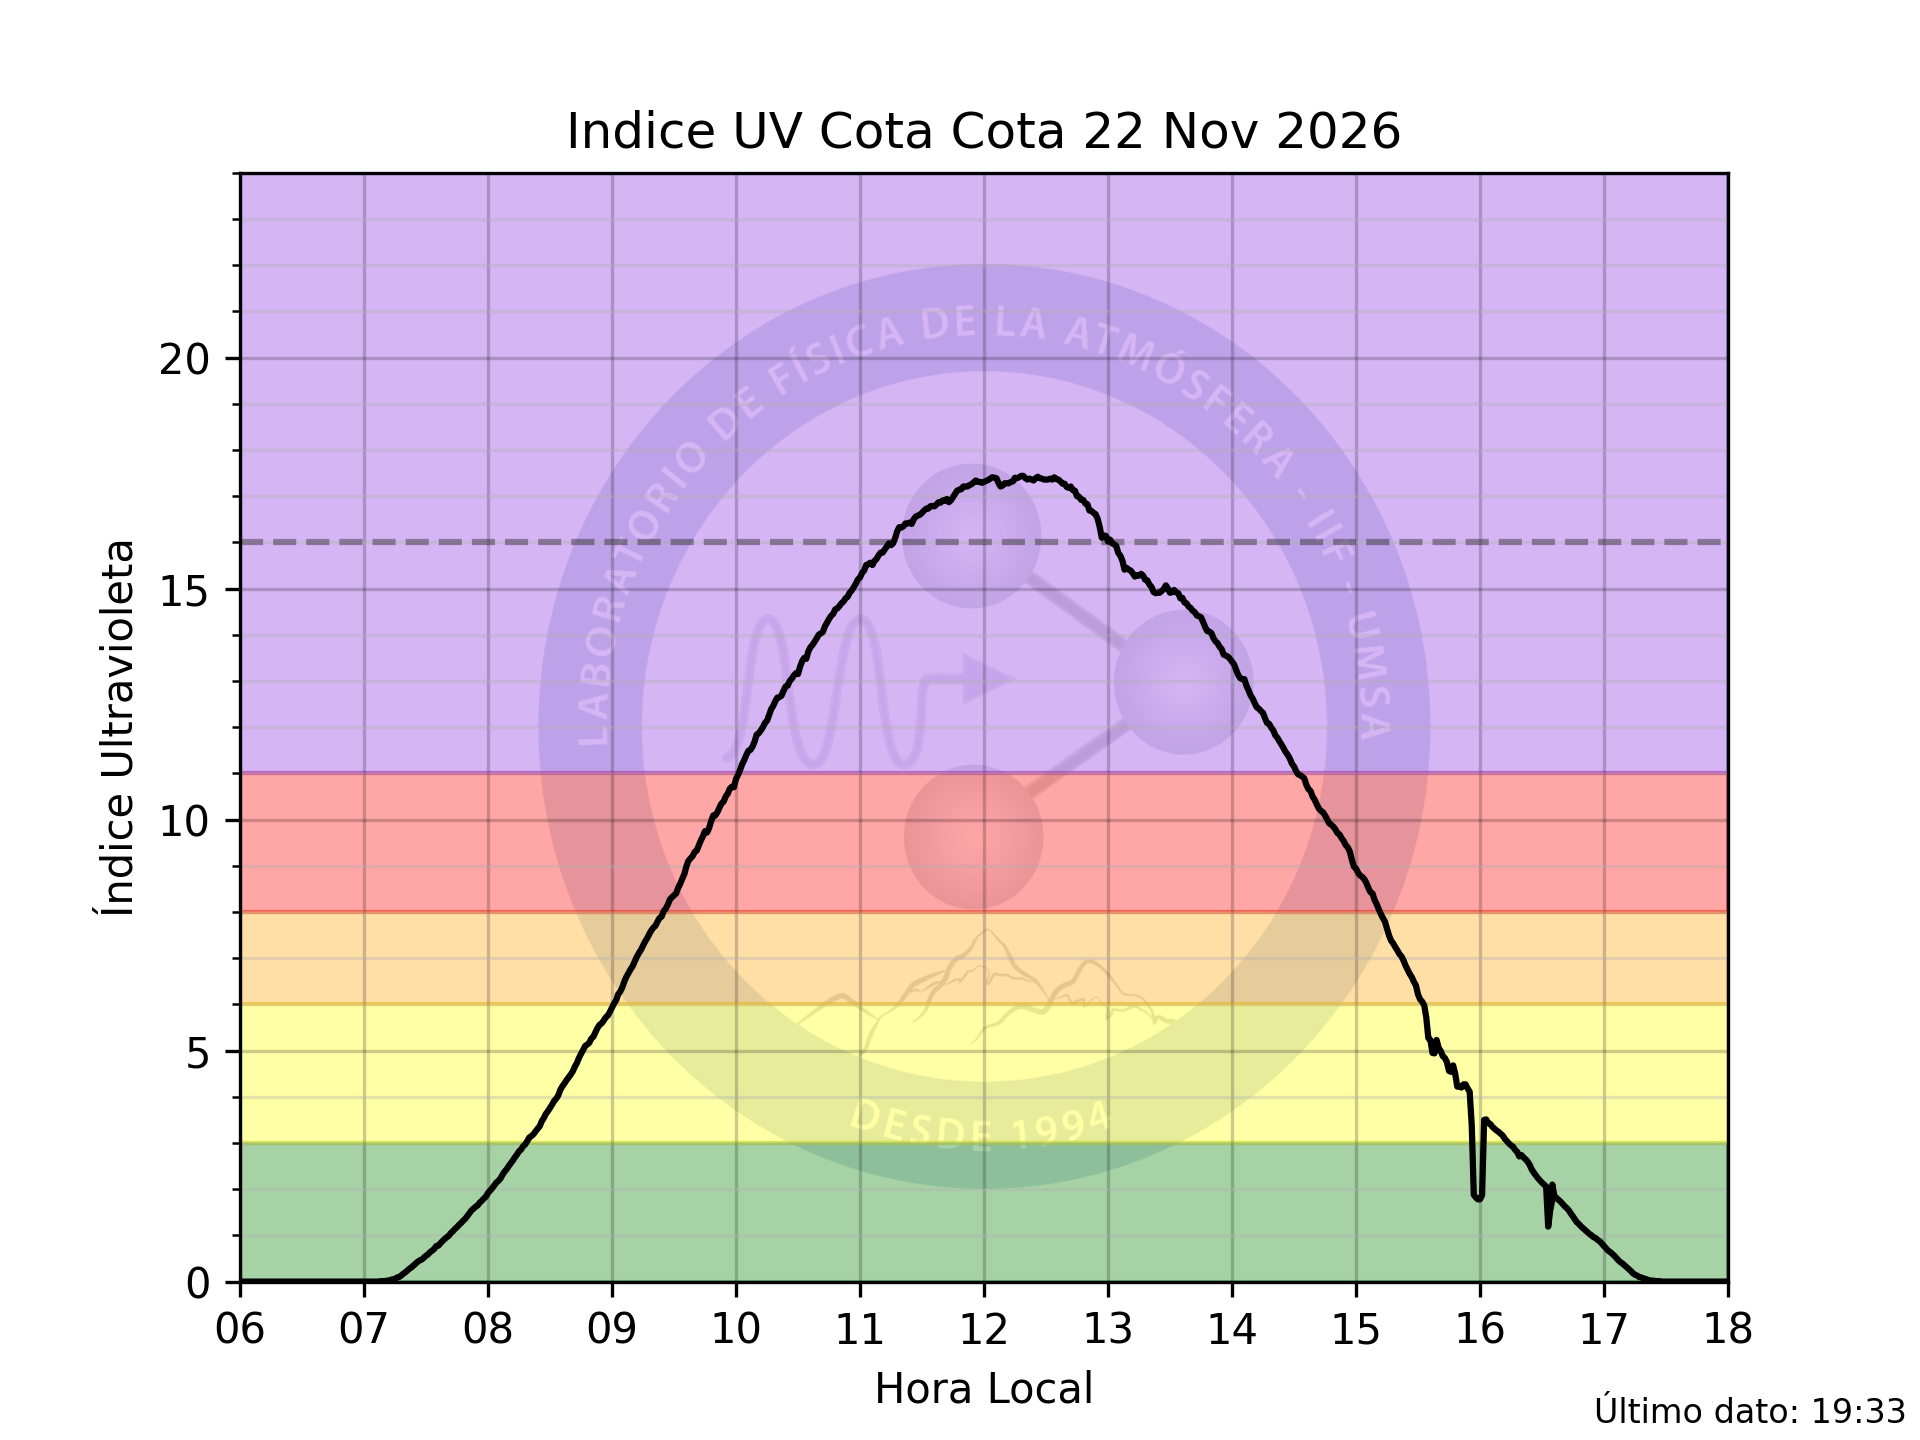 Indice UV Cota Cota 22 Nov 2026
Índice Ultravioleta
20
15
10
5
0
LABORATORIO DE FÍSICA DE LA ATMÓSFERA - IIF - UMSA
DESDE 1994
06 07 08 09 10 11 12 13 14 15 16 17 18
Hora Local
Último dato: 19:33